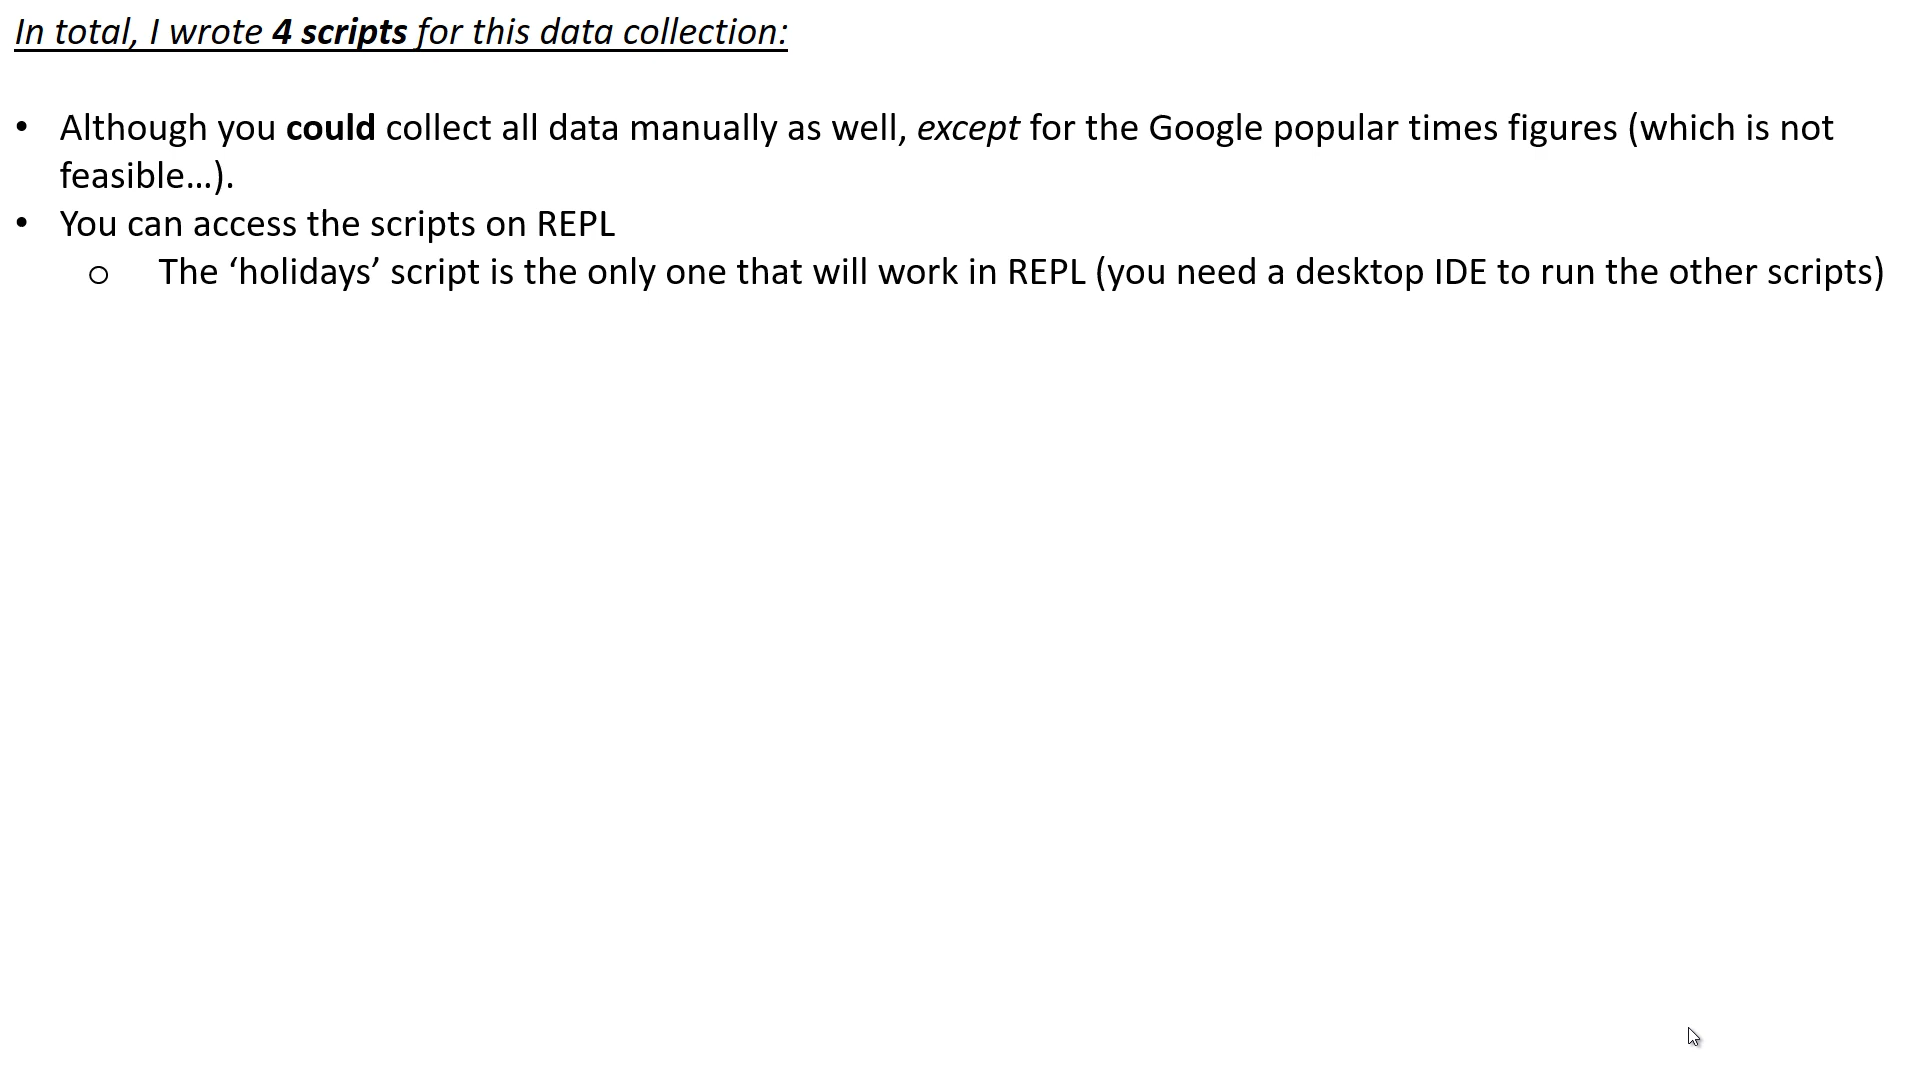 In total, I wrote 4 scripts for this data collection:
• Although you could collect all data manually as well, except for the Google popular times figures (which is not
feasible…).
• You can access the scripts on REPL
o The ‘holidays’ script is the only one that will work in REPL (you need a desktop IDE to run the other scripts)